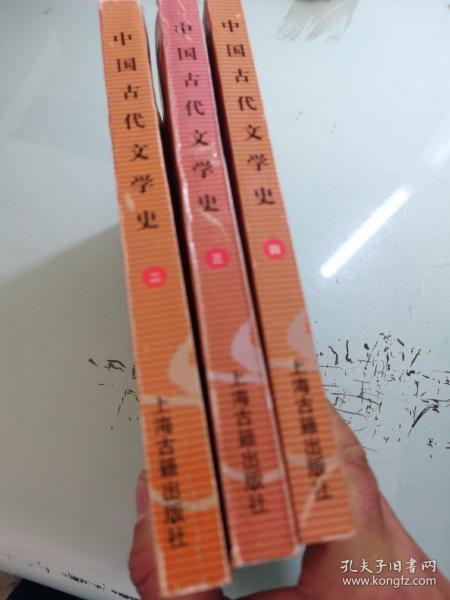 中国古代文学史
二
上海古籍出版社
中国古代文学史
三
上海古籍出版社
中国古代文学史
四
上海古籍出版社
孔夫子旧书网
www.kongfz.com